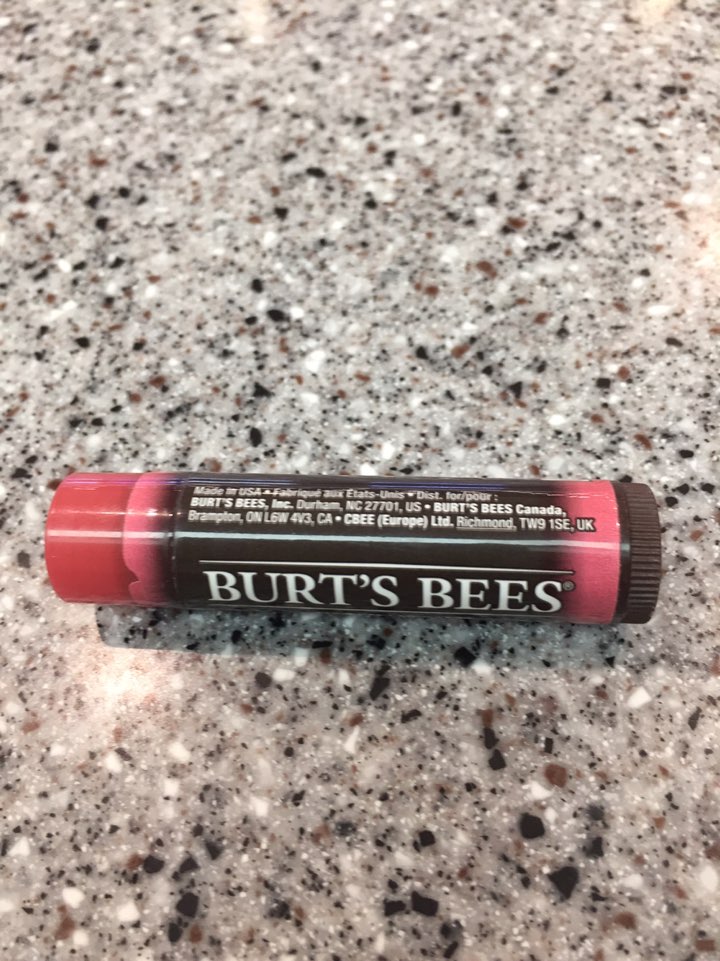 Made in USA • Fabriqué aux États-Unis • Dist. for/pour :
BURT'S BEES, Inc. Durham, NC 27701, US • BURT'S BEES Canada,
Brampton, ON L6W 4V3, CA • CBEE (Europe) Ltd. Richmond, TW9 1SE, UK
BURT'S BEES®